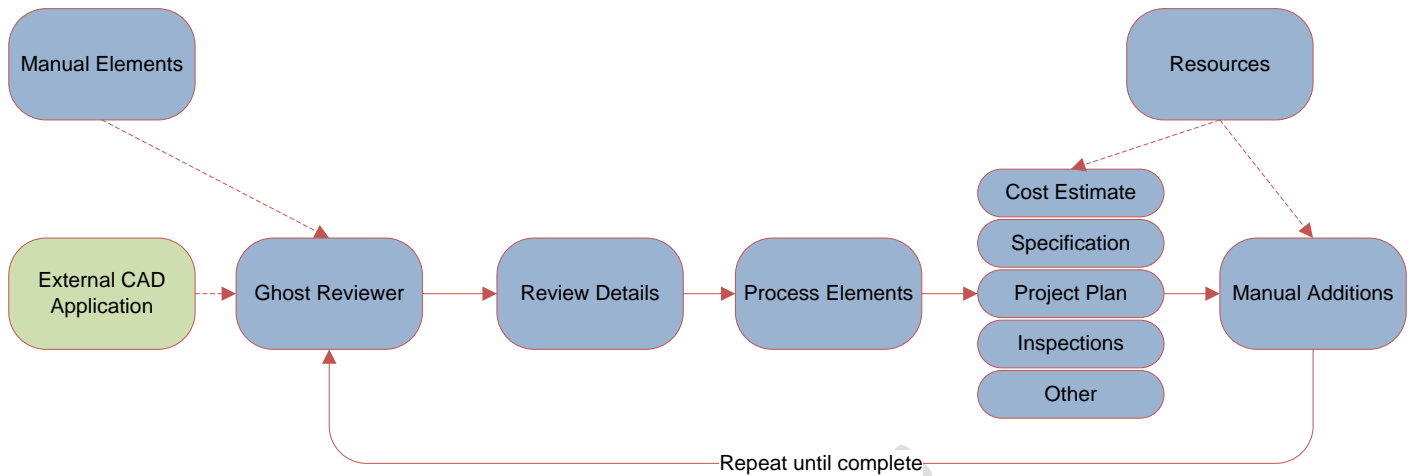 Manual Elements
Resources
Cost Estimate
Specification
External CAD
Application
Ghost Reviewer
Review Details
Process Elements
Project Plan
Manual Additions
Inspections
Other
Repeat until complete